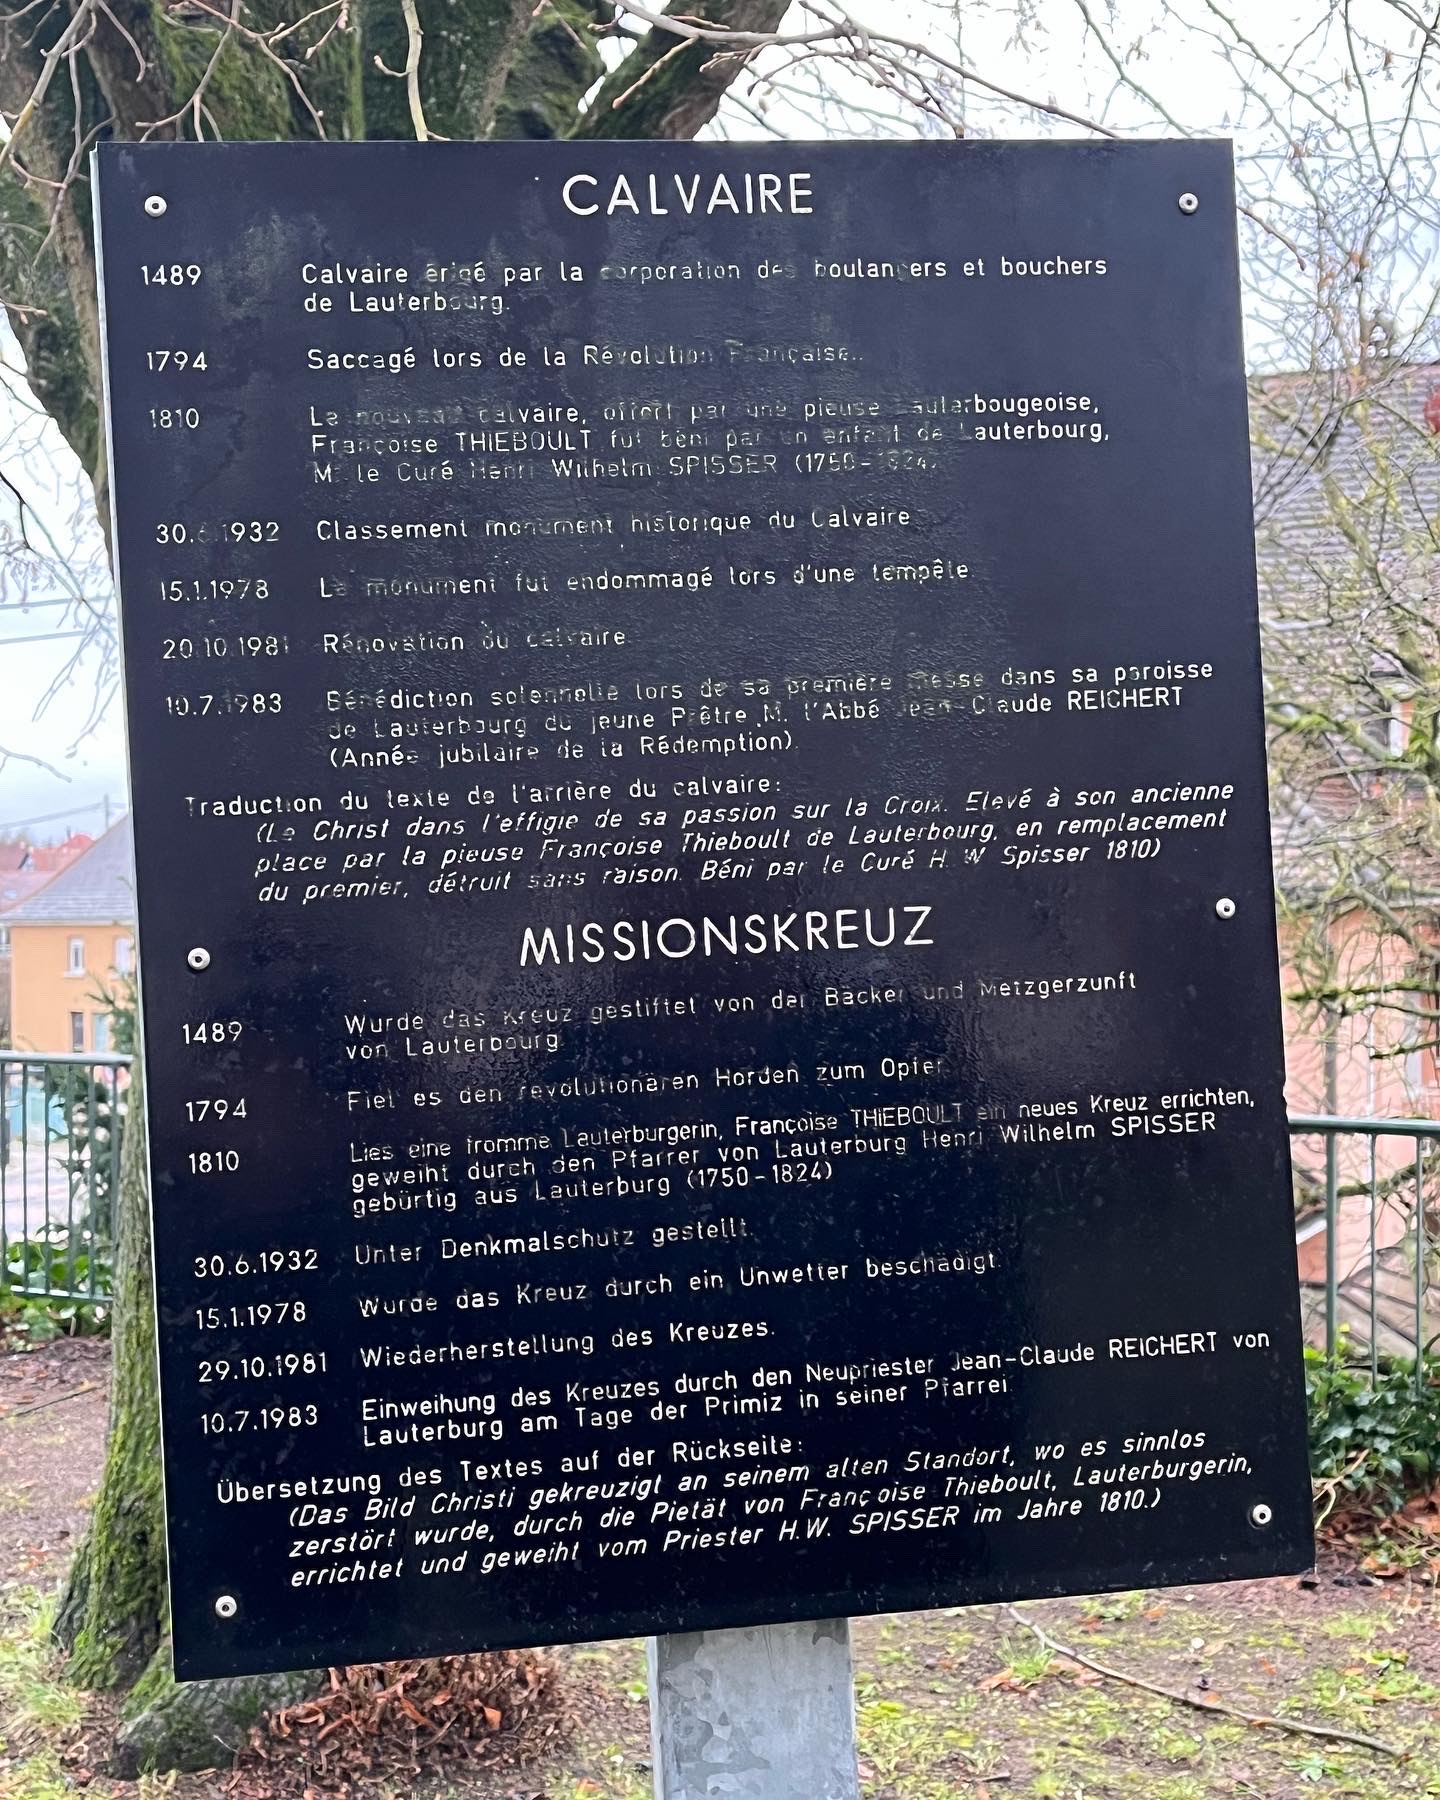 CALVAIRE
1489 Calvaire érigé par la corporation des boulangers et bouchers
de Lauterbourg.
1794 Saccagé lors de la Révolution Française..
1810 Le nouveau calvaire, offert par une pieuse Lauterbougeoise,
Françoise THIEBOULT fut béni par un enfant de Lauterbourg,
M. le Curé Henri Wilhelm SPISSER (1750-1824)
30.6.1932 Classement monument historique du Calvaire
15.1.1978 Le monument fut endommagé lors d'une tempête
20.10.1981 Rénovation du calvaire
10.7.1983 Bénédiction solennelle lors de sa première messe dans sa paroisse
de Lauterbourg du jeune Prêtre M. l'Abbé Jean-Claude REICHERT
(Année jubilaire de la Rédemption).
Traduction du texte de l'arrière du calvaire:
(Le Christ dans l'effigie de sa passion sur la Croix. Elevé à son ancienne
place par la pieuse Françoise Thieboult de Lauterbourg, en remplacement
du premier, détruit sans raison. Béni par le Curé H.W Spisser 1810)
MISSIONSKREUZ
1489 Wurde das Kreuz gestiftet von der Bäcker und Metzgerzunft
von Lauterbourg.
1794 Fiel es den revolutionären Horden zum Opfer.
1810 Lies eine fromme Lauterburgerin, Françoise THIEBOULT ein neues Kreuz errichten,
geweiht durch den Pfarrer von Lauterburg Henri Wilhelm SPISSER
gebürtig aus Lauterburg (1750-1824)
30.6.1932 Unter Denkmalschutz gestellt.
15.1.1978 Wurde das Kreuz durch ein Unwetter beschädigt.
29.10.1981 Wiederherstellung des Kreuzes.
10.7.1983 Einweihung des Kreuzes durch den Neupriester Jean-Claude REICHERT von
Lauterburg am Tage der Primiz in seiner Pfarrei.
Übersetzung des Textes auf der Rückseite:
(Das Bild Christi gekreuzigt an seinem alten Standort, wo es sinnlos
zerstört wurde, durch die Pietät von Françoise Thieboult, Lauterburgerin,
errichtet und geweiht vom Priester H.W. SPISSER im Jahre 1810.)